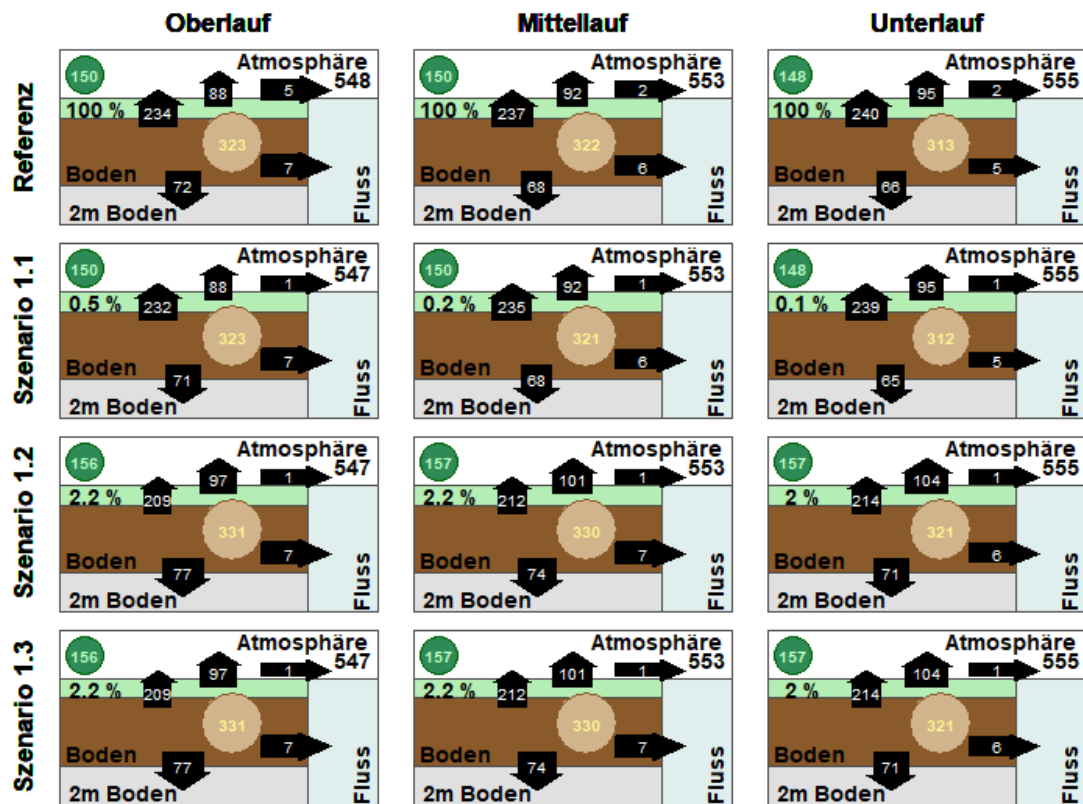 Oberlauf Mittellauf Unterlauf
Referenz
150 Atmosphäre 548
88 5
100 % 234
323
Boden 7
72
2m Boden Fluss
150 Atmosphäre 553
92 2
100 % 237
322
Boden 6
68
2m Boden Fluss
148 Atmosphäre 555
95 2
100 % 240
313
Boden 5
66
2m Boden Fluss
Szenario 1.1
150 Atmosphäre 547
88 1
0.5 % 232
323
Boden 7
71
2m Boden Fluss
150 Atmosphäre 553
92 1
0.2 % 235
321
Boden 6
68
2m Boden Fluss
148 Atmosphäre 555
95 1
0.1 % 239
312
Boden 5
65
2m Boden Fluss
Szenario 1.2
156 Atmosphäre 547
97 1
2.2 % 209
331
Boden 7
77
2m Boden Fluss
157 Atmosphäre 553
101 1
2.2 % 212
330
Boden 7
74
2m Boden Fluss
157 Atmosphäre 555
104 1
2 % 214
321
Boden 6
71
2m Boden Fluss
Szenario 1.3
156 Atmosphäre 547
97 1
2.2 % 209
331
Boden 7
77
2m Boden Fluss
157 Atmosphäre 553
101 1
2.2 % 212
330
Boden 7
74
2m Boden Fluss
157 Atmosphäre 555
104 1
2 % 214
321
Boden 6
71
2m Boden Fluss